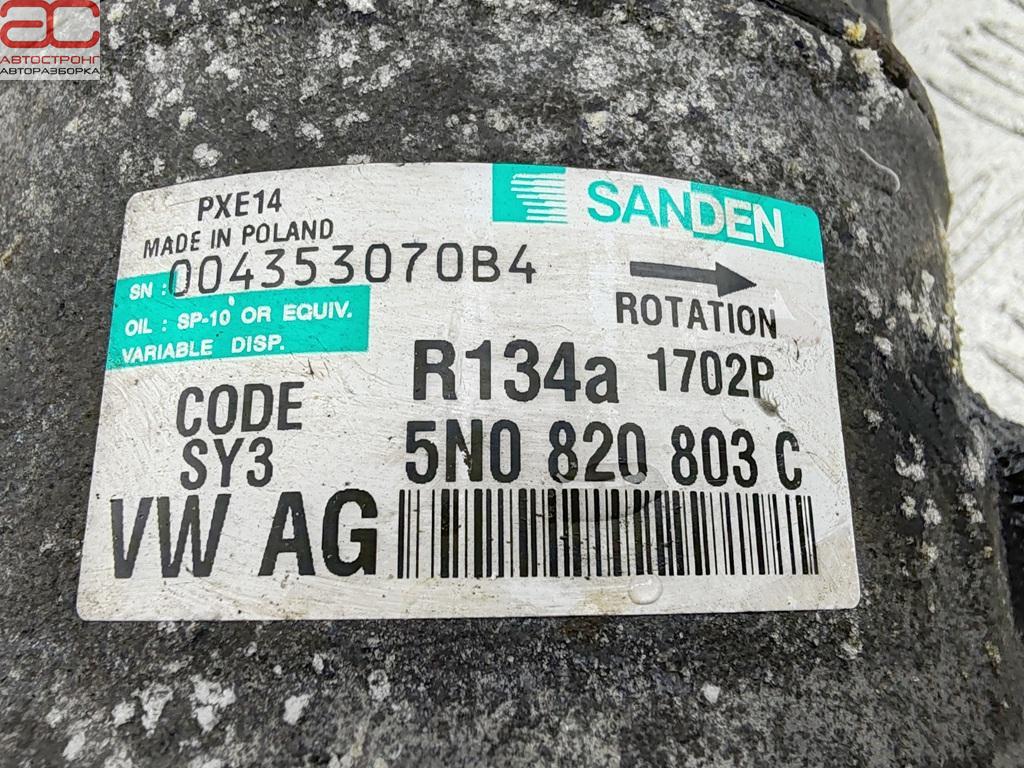 ac
АВТОСТРОНГ
АВТОРАЗБОРКА
PXE14
SANDEN
MADE IN POLAND
SN : 004353070B4
ROTATION
OIL : SP-10 OR EQUIV.
VARIABLE DISP.
R134a 1702P
CODE
SY3
5N0 820 803 C
VW AG